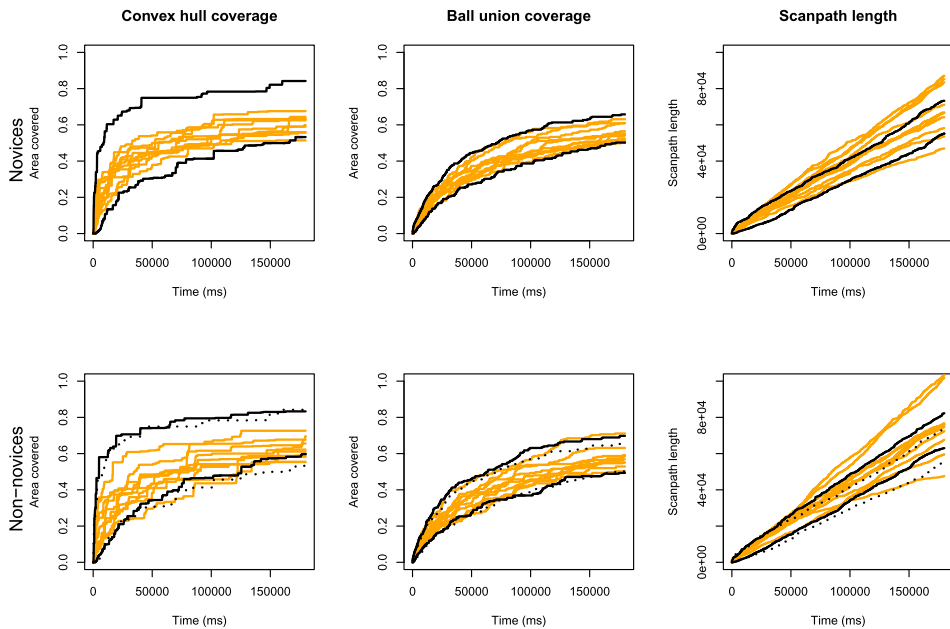 Convex hull coverage
Ball union coverage
Scanpath length
Novices
Area covered
0.0 0.2 0.4 0.6 0.8 1.0
0 50000 100000 150000
Time (ms)
Area covered
0.0 0.2 0.4 0.6 0.8 1.0
0 50000 100000 150000
Time (ms)
Scanpath length
0e+00 4e+04 8e+04
0 50000 100000 150000
Time (ms)
Non−novices
Area covered
0.0 0.2 0.4 0.6 0.8 1.0
0 50000 100000 150000
Time (ms)
Area covered
0.0 0.2 0.4 0.6 0.8 1.0
0 50000 100000 150000
Time (ms)
Scanpath length
0e+00 4e+04 8e+04
0 50000 100000 150000
Time (ms)